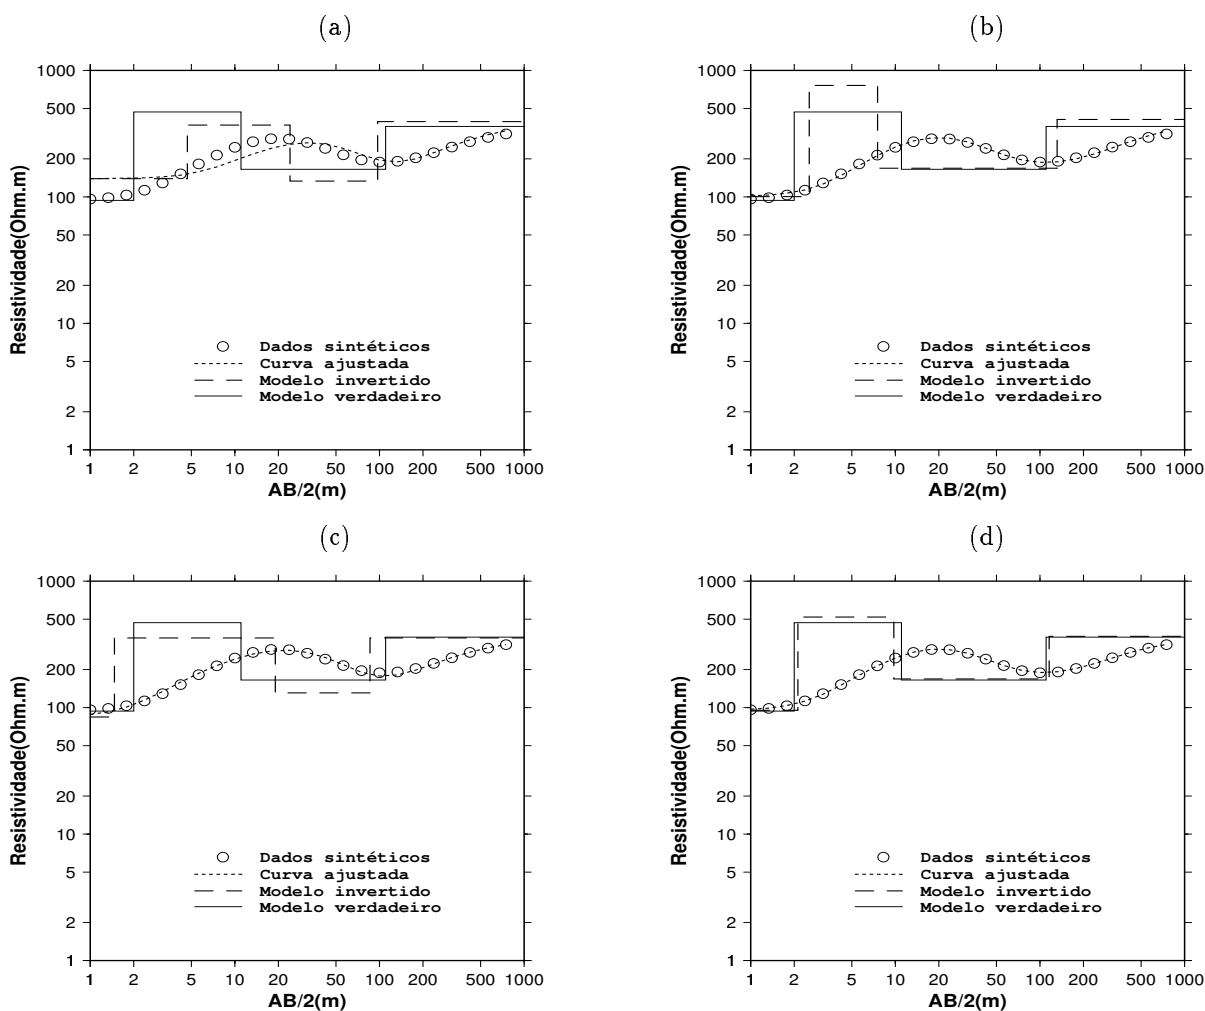 (a)
1000
500
200
100
50
20
10
5
2
1
Resistividade(Ohm.m)
Dados sintéticos
Curva ajustada
Modelo invertido
Modelo verdadeiro
1 2 5 10 20 50 100 200 500 1000
AB/2(m)
(b)
1000
500
200
100
50
20
10
5
2
1
Resistividade(Ohm.m)
Dados sintéticos
Curva ajustada
Modelo invertido
Modelo verdadeiro
1 2 5 10 20 50 100 200 500 1000
AB/2(m)
(c)
1000
500
200
100
50
20
10
5
2
1
Resistividade(Ohm.m)
Dados sintéticos
Curva ajustada
Modelo invertido
Modelo verdadeiro
1 2 5 10 20 50 100 200 500 1000
AB/2(m)
(d)
1000
500
200
100
50
20
10
5
2
1
Resistividade(Ohm.m)
Dados sintéticos
Curva ajustada
Modelo invertido
Modelo verdadeiro
1 2 5 10 20 50 100 200 500 1000
AB/2(m)